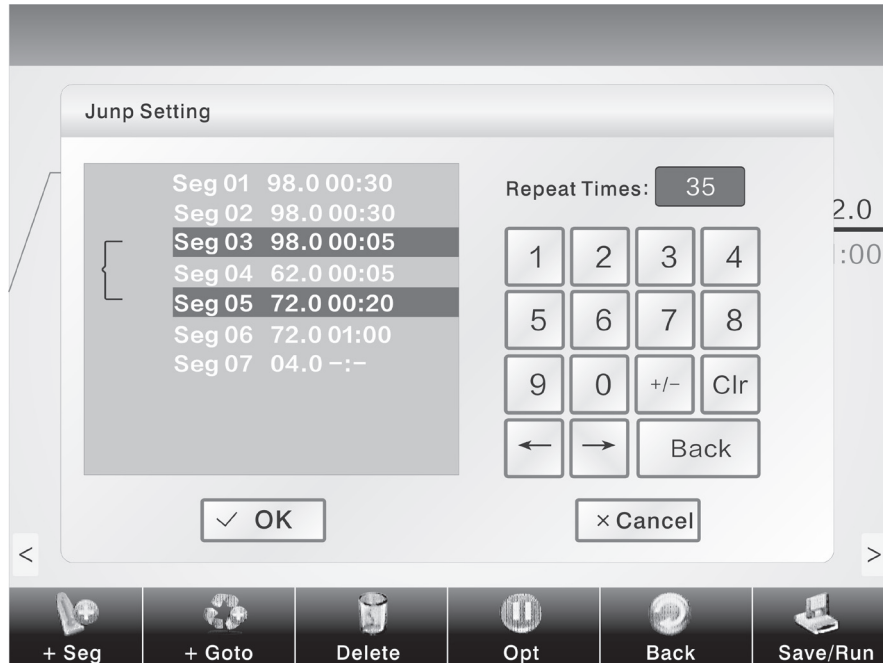 Junp Setting
Seg 01 98.0 00:30
Seg 02 98.0 00:30
Seg 03 98.0 00:05
Seg 04 62.0 00:05
Seg 05 72.0 00:20
Seg 06 72.0 01:00
Seg 07 04.0 –:–
Repeat Times: 35
1 2 3 4
5 6 7 8
9 0 +/− Clr
← → Back
2.0
:00
✓ OK
× Cancel
< >
+ Seg + Goto Delete Opt Back Save/Run